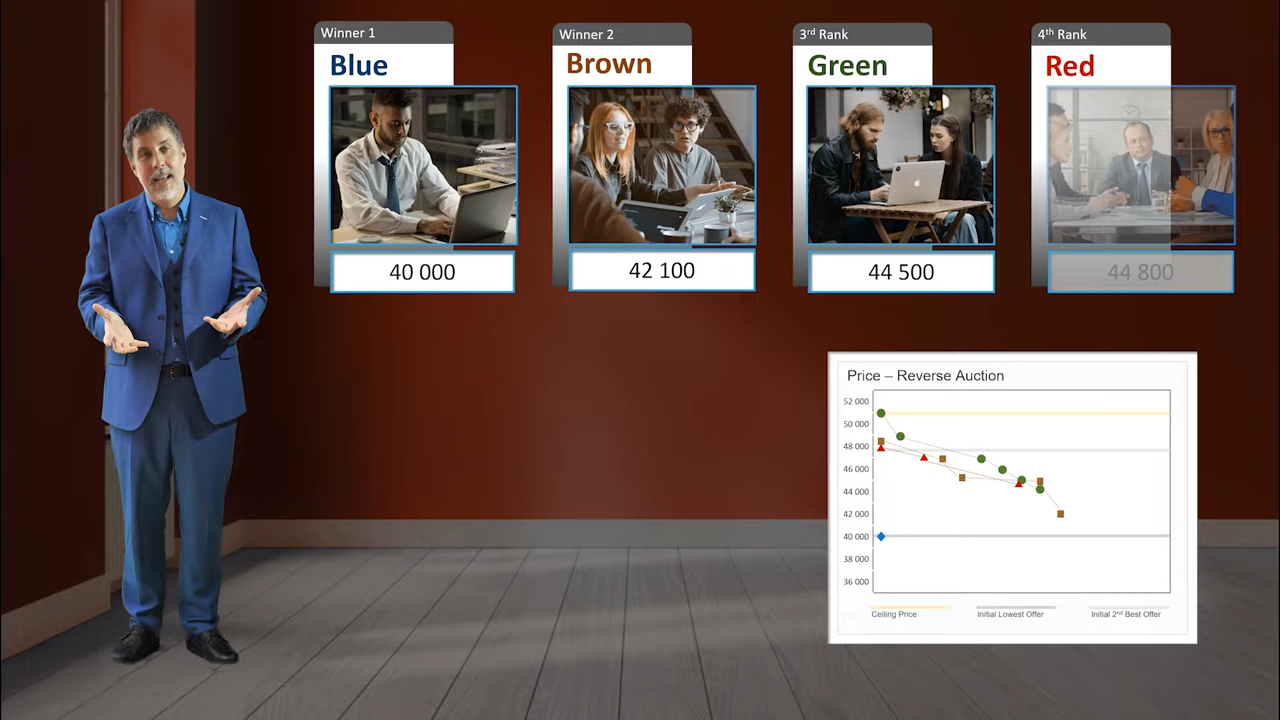 Winner 1
Blue
40 000
Winner 2
Brown
42 100
3rd Rank
Green
44 500
4th Rank
Red
44 800
Price – Reverse Auction
52 000
50 000
48 000
46 000
44 000
42 000
40 000
38 000
36 000
Ceiling Price
Initial Lowest Offer
Initial 2nd Best Offer